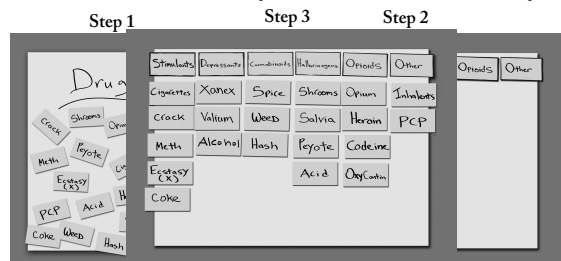 Step 1
Step 3
Step 2
Drug
Crack
Shrooms
Opiu
Meth
Peyote
Ecstasy
(X)
PCP
Acid
Coke
Weed
Hash
Stimulants Depressants Cannabinoids Hallucinogens Opioids Other
Cigarettes Xanex Spice Shrooms Opium Inhalents
Crack Valium Weed Salvia Heroin PCP
Meth Alcohol Hash Peyote Codeine
Ecstasy Acid OxyContin
(X)
Coke
Opioids Other